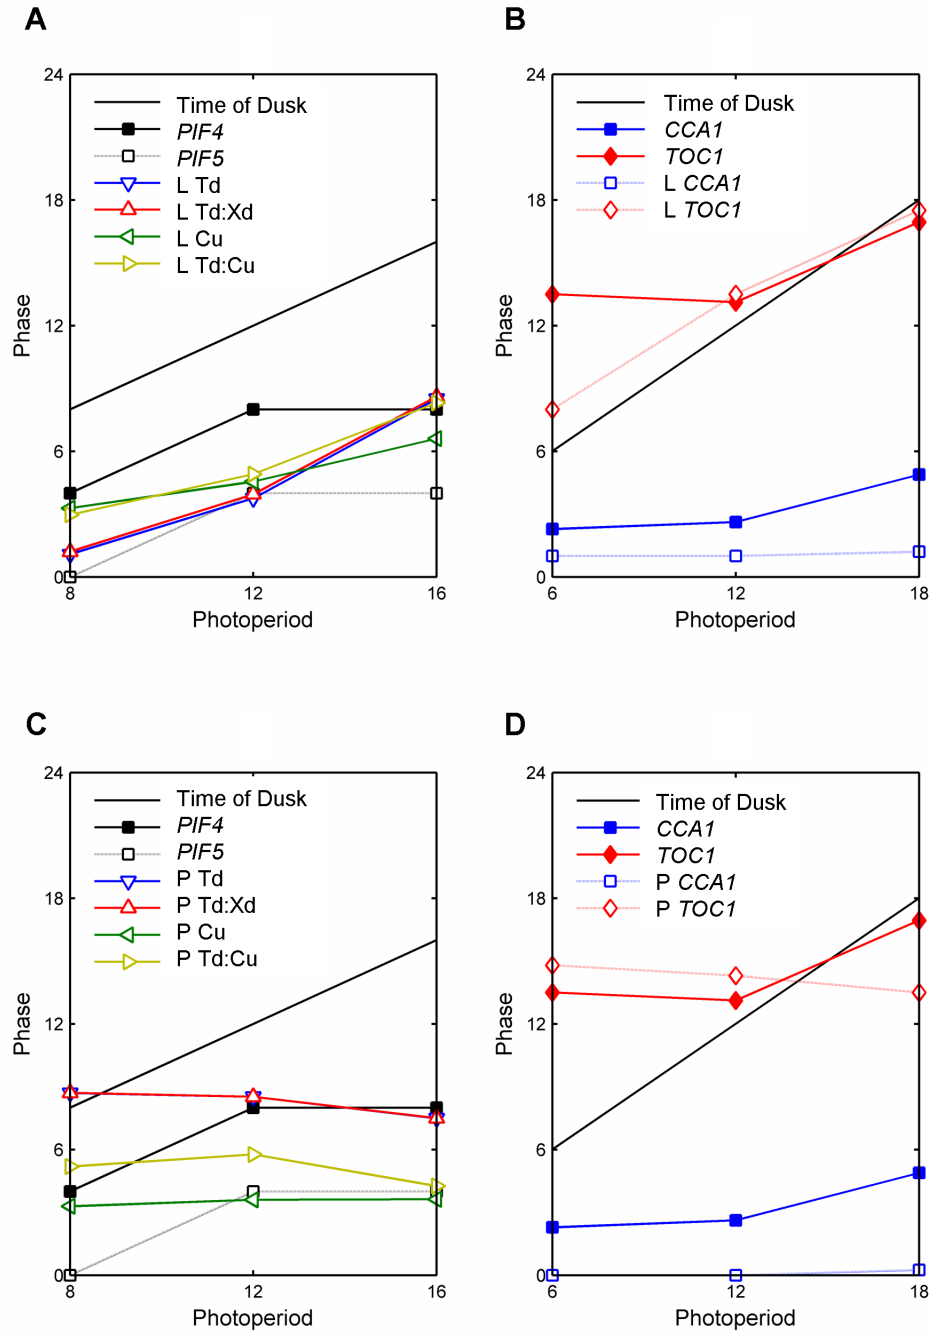 A
24
18
12
6
0
8
12
16
Phase
Photoperiod
Time of Dusk
PIF4
PIF5
L Td
L Td:Xd
L Cu
L Td:Cu
B
24
18
12
6
0
6
12
18
Phase
Photoperiod
Time of Dusk
CCA1
TOC1
L CCA1
L TOC1
C
24
18
12
6
0
8
12
16
Phase
Photoperiod
Time of Dusk
PIF4
PIF5
P Td
P Td:Xd
P Cu
P Td:Cu
D
24
18
12
6
0
6
12
18
Phase
Photoperiod
Time of Dusk
CCA1
TOC1
P CCA1
P TOC1